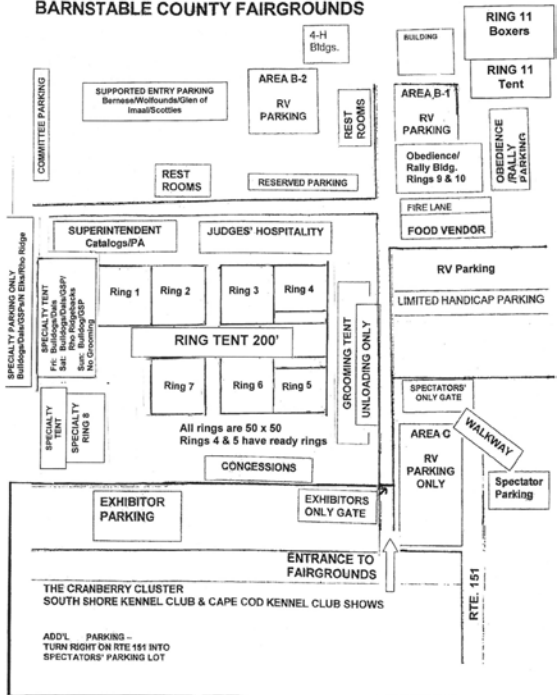 BARNSTABLE COUNTY FAIRGROUNDS
RING 11
Boxers
4-H
Bldgs.
BUILDING
RING 11
Tent
COMMITTEE PARKING
SUPPORTED ENTRY PARKING
Bernese/Wolfounds/Glen of
Imaal/Scotties
AREA B-2
RV
PARKING
REST
ROOMS
AREA B-1
RV
PARKING
OBEDIENCE
/RALLY
PARKING
Obedience/
Rally Bldg.
Rings 9 & 10
REST
ROOMS
RESERVED PARKING
FIRE LANE
FOOD VENDOR
SPECIALTY PARKING ONLY
Bulldogs/Dals/GSPs/N Elks/Rho Ridge
SUPERINTENDENT
Catalogs/PA
JUDGES' HOSPITALITY
SPECIALTY TENT
Fri: Bulldogs/Dals
Sat: Bulldogs/Dals/GSP/
Rho Ridgebacks
Sun: Bulldog/GSP
No Grooming
Ring 1
Ring 2
Ring 3
Ring 4
RV Parking
LIMITED HANDICAP PARKING
RING TENT 200'
GROOMING TENT
UNLOADING ONLY
Ring 7
Ring 6
Ring 5
SPECIALTY
TENT
SPECIALTY
RING 8
SPECTATORS'
ONLY GATE
All rings are 50 x 50
Rings 4 & 5 have ready rings
AREA C
RV
PARKING
ONLY
WALKWAY
CONCESSIONS
Spectator
Parking
EXHIBITOR
PARKING
EXHIBITORS
ONLY GATE
ENTRANCE TO
FAIRGROUNDS
RTE. 151
THE CRANBERRY CLUSTER
SOUTH SHORE KENNEL CLUB & CAPE COD KENNEL CLUB SHOWS
ADD'L PARKING –
TURN RIGHT ON RTE 151 INTO
SPECTATORS' PARKING LOT